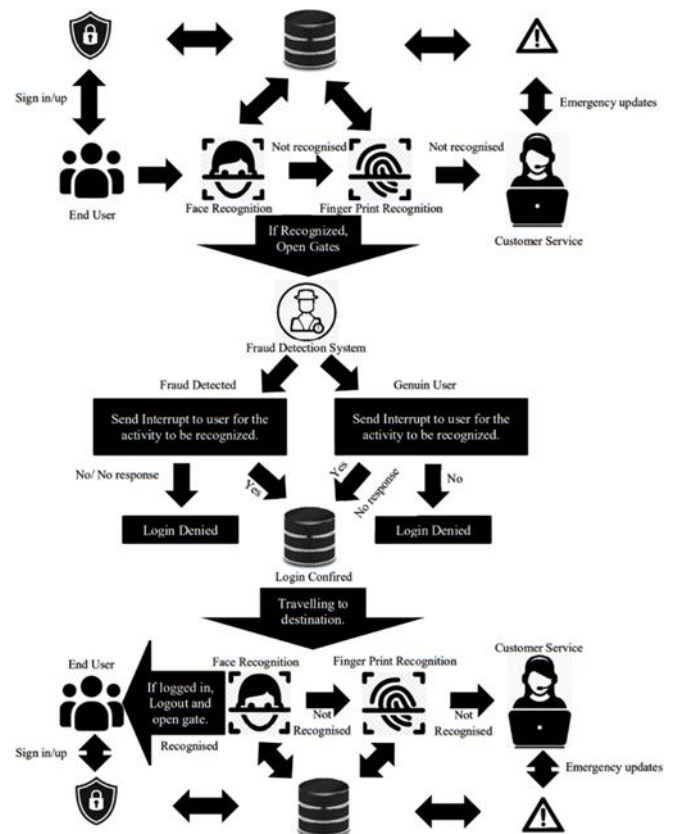 Sign in/up
Emergency updates
Not recognised
Not recognised
End User
Face Recognition
Finger Print Recognition
Customer Service
If Recognized,
Open Gates
Fraud Detection System
Fraud Detected
Genuin User
Send Interrupt to user for the
activity to be recognized.
Send Interrupt to user for the
activity to be recognized.
No/ No response
Yes
Yes
No response
No
Login Denied
Login Denied
Login Confired
Travelling to
destination.
Customer Service
End User
Face Recognition
Finger Print Recognition
If logged in,
Logout and
open gate.
Not
Recognised
Not
Recognised
Recognised
Sign in/up
Emergency updates